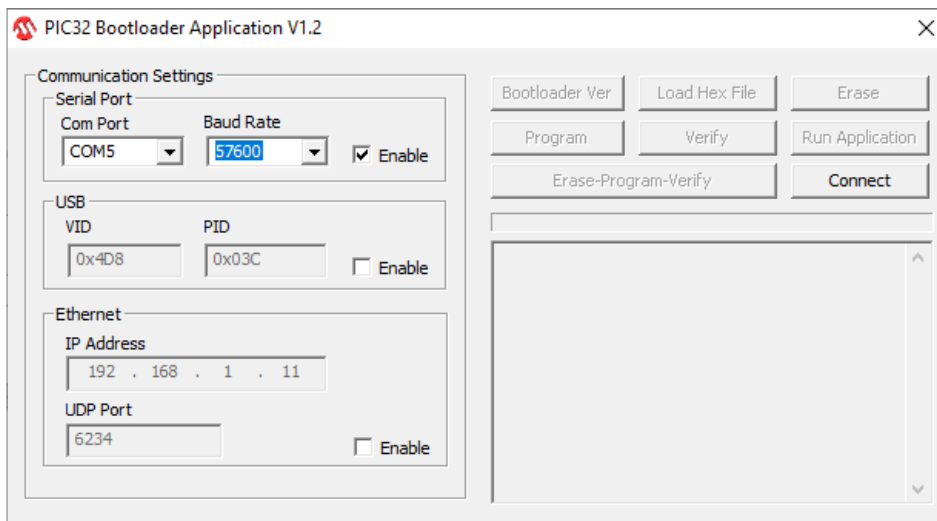 PIC32 Bootloader Application V1.2
Communication Settings
Serial Port
Com Port Baud Rate
COM5 57600 Enable
USB
VID PID
0x4D8 0x03C Enable
Ethernet
IP Address
192 . 168 . 1 . 11
UDP Port
6234 Enable
Bootloader Ver Load Hex File Erase
Program Verify Run Application
Erase-Program-Verify Connect